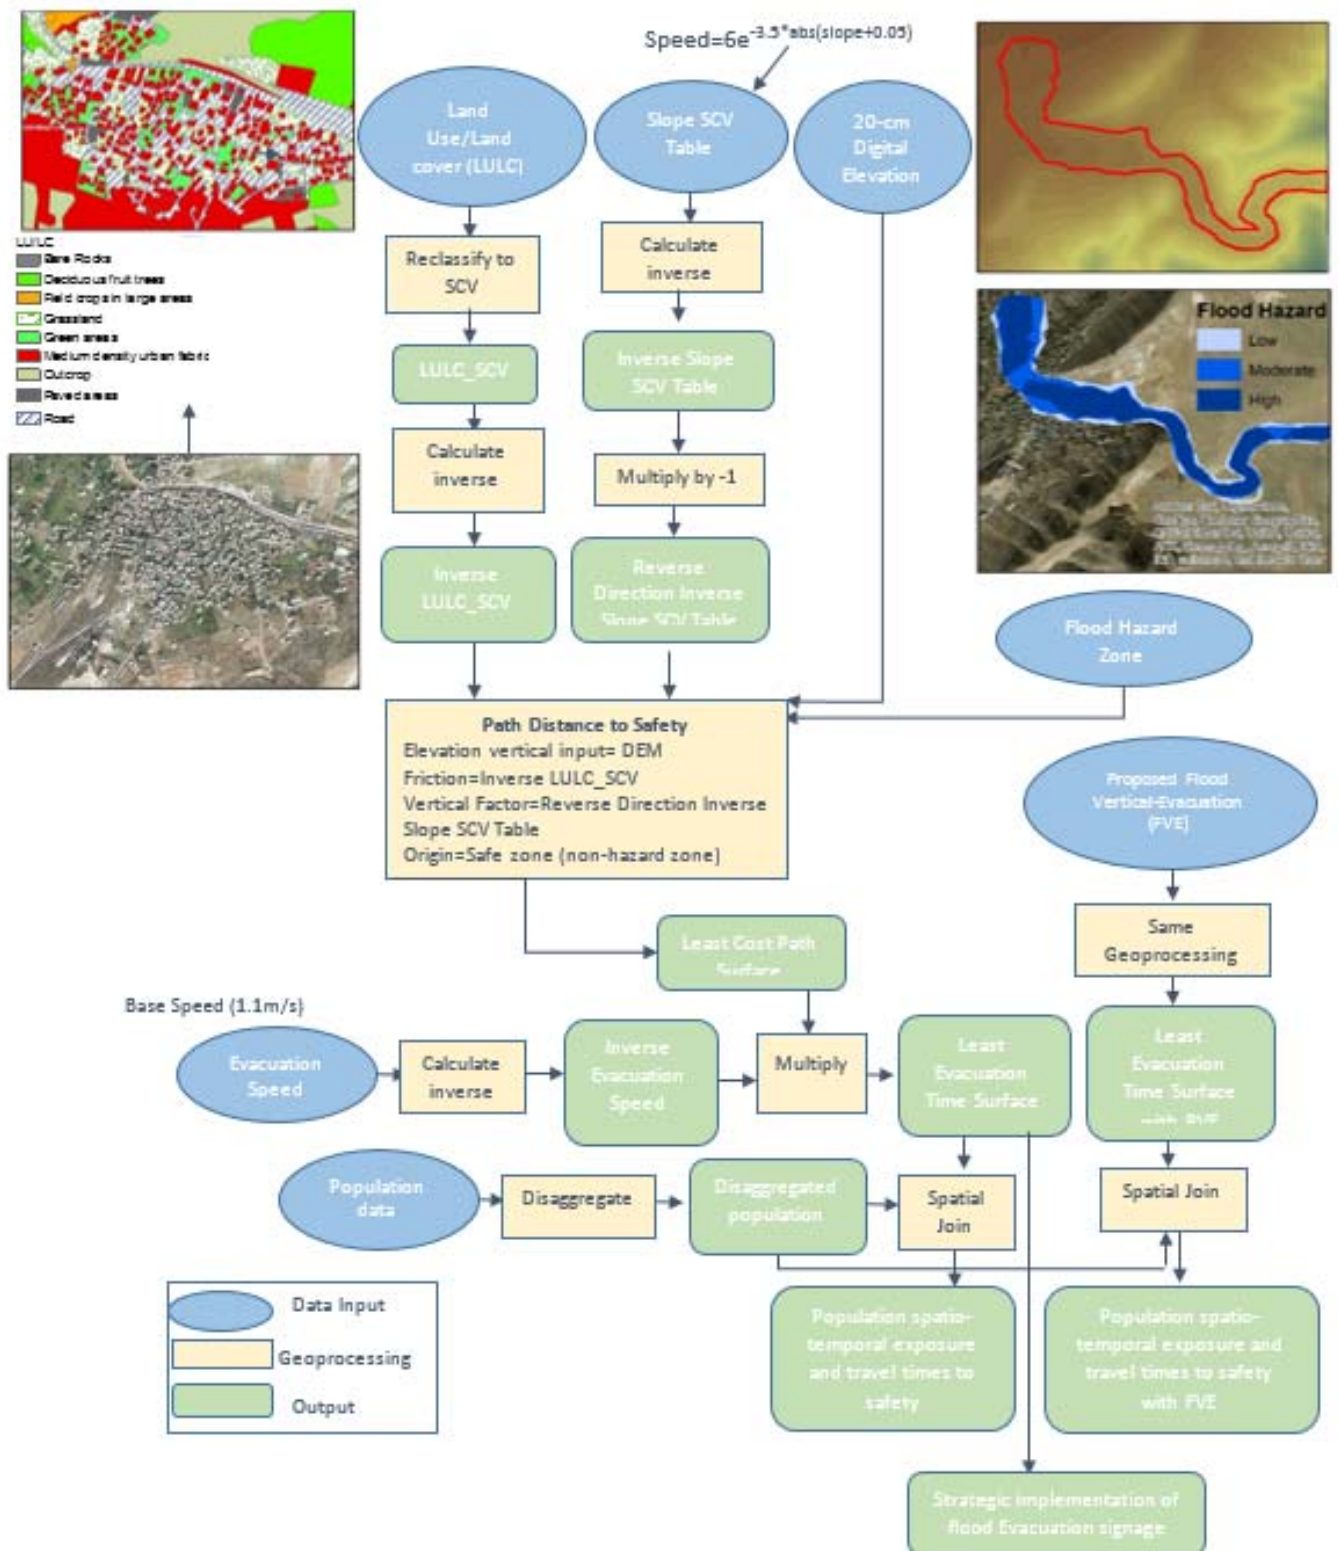 Speed=6e-3.5*abs(slope+0.05)
Land
Use/Land
cover (LULC)
Slope SCV
Table
20-cm
Digital
Elevation
LULC
Bare Rocks
Deciduous fruit trees
Field crops in large areas
Grassland
Green areas
Medium density urban fabric
Outcrop
Paved areas
Road
Reclassify to
SCV
Calculate
inverse
LULC_SCV
Inverse Slope
SCV Table
Calculate
inverse
Multiply by -1
Inverse
LULC_SCV
Reverse
Direction Inverse
Slope SCV Table
Flood Hazard
Low
Moderate
High
Flood Hazard
Zone
Path Distance to Safety
Elevation vertical input= DEM
Friction=Inverse LULC_SCV
Vertical Factor=Reverse Direction Inverse
Slope SCV Table
Origin=Safe zone (non-hazard zone)
Proposed Flood
Vertical-Evacuation
(FVE)
Same
Geoprocessing
Least Cost Path
Surface
Base Speed (1.1m/s)
Evacuation
Speed
Calculate
inverse
Inverse
Evacuation
Speed
Multiply
Least
Evacuation
Time Surface
Least
Evacuation
Time Surface
with FVE
Population
data
Disaggregate
Disaggregated
population
Spatial
Join
Spatial Join
Data Input
Geoprocessing
Output
Population spatio-
temporal exposure
and travel times to
safety
Population spatio-
temporal exposure and
travel times to safety
with FVE
Strategic implementation of
flood Evacuation signage